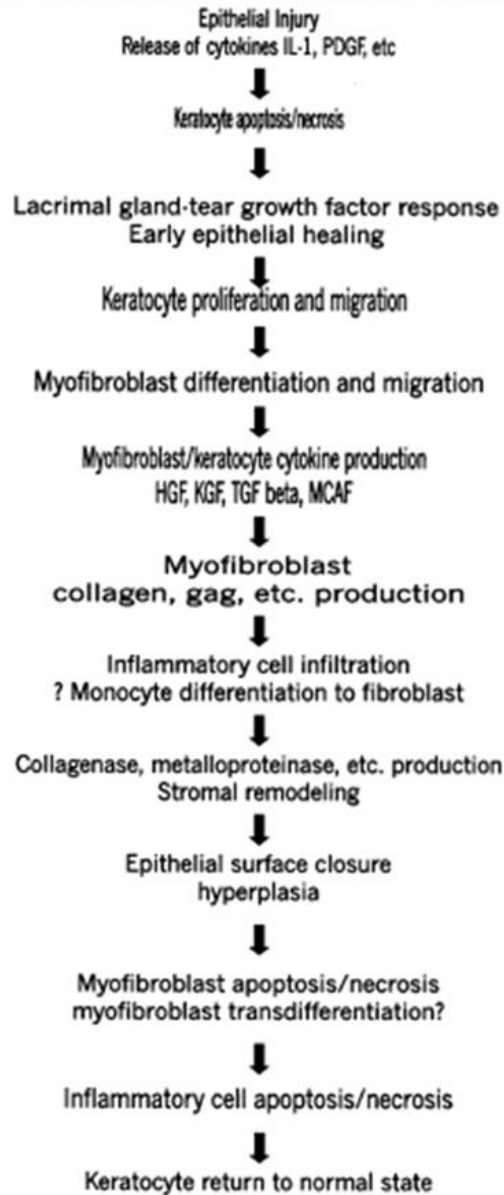 Epithelial Injury
Release of cytokines IL-1, PDGF, etc
Keratocyte apoptosis/necrosis
Lacrimal gland-tear growth factor response
Early epithelial healing
Keratocyte proliferation and migration
Myofibroblast differentiation and migration
Myofibroblast/keratocyte cytokine production
HGF, KGF, TGF beta, MCAF
Myofibroblast
collagen, gag, etc. production
Inflammatory cell infiltration
? Monocyte differentiation to fibroblast
Collagenase, metalloproteinase, etc. production
Stromal remodeling
Epithelial surface closure
hyperplasia
Myofibroblast apoptosis/necrosis
myofibroblast transdifferentiation?
Inflammatory cell apoptosis/necrosis
Keratocyte return to normal state